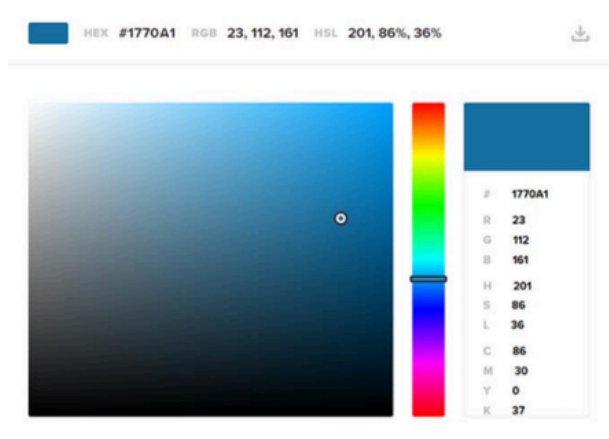 HEX #1770A1 RGB 23, 112, 161 HSL 201, 86%, 36%
# 1770A1
R 23
G 112
B 161
H 201
S 86
L 36
C 86
M 30
Y 0
K 37